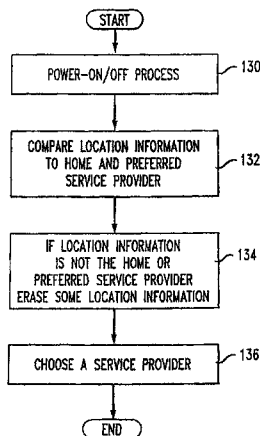 START
POWER-ON/OFF PROCESS
130
COMPARE LOCATION INFORMATION
TO HOME AND PREFERRED
SERVICE PROVIDER
132
IF LOCATION INFORMATION
IS NOT THE HOME OR
PREFERRED SERVICE PROVIDER
ERASE SOME LOCATION INFORMATION
134
CHOOSE A SERVICE PROVIDER
136
END